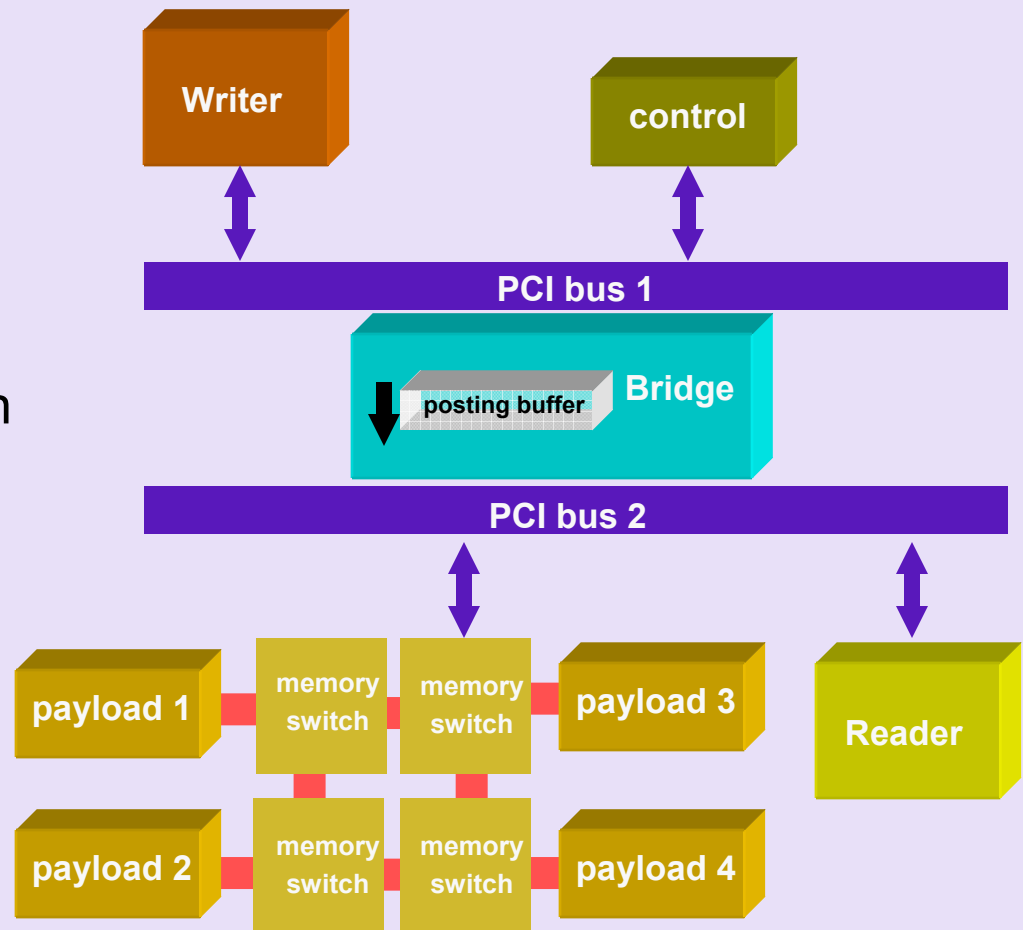 Writer
control
PCI bus 1
n
Bridge
posting buffer
PCI bus 2
payload 1
memory
switch
memory
switch
payload 3
Reader
payload 2
memory
switch
memory
switch
payload 4